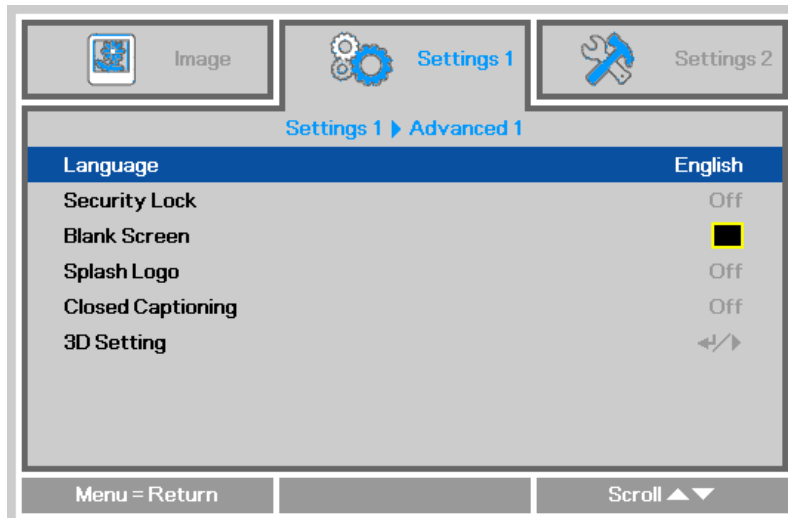 Image
Settings 1
Settings 2
Settings 1 ▶ Advanced 1
Language English
Security Lock Off
Blank Screen
Splash Logo Off
Closed Captioning Off
3D Setting ↵/▶
Menu = Return
Scroll ▲▼